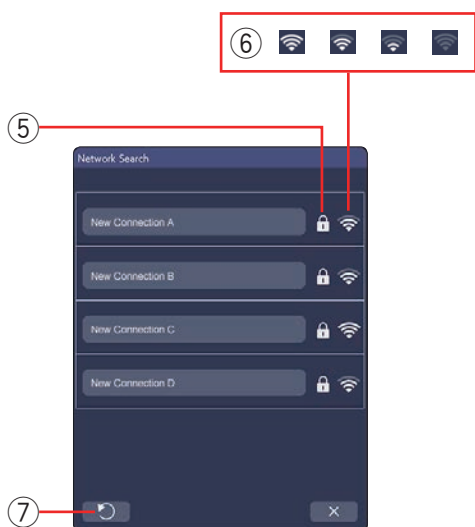 ⑥
⑤
Network Search
New Connection A
New Connection B
New Connection C
New Connection D
⑦